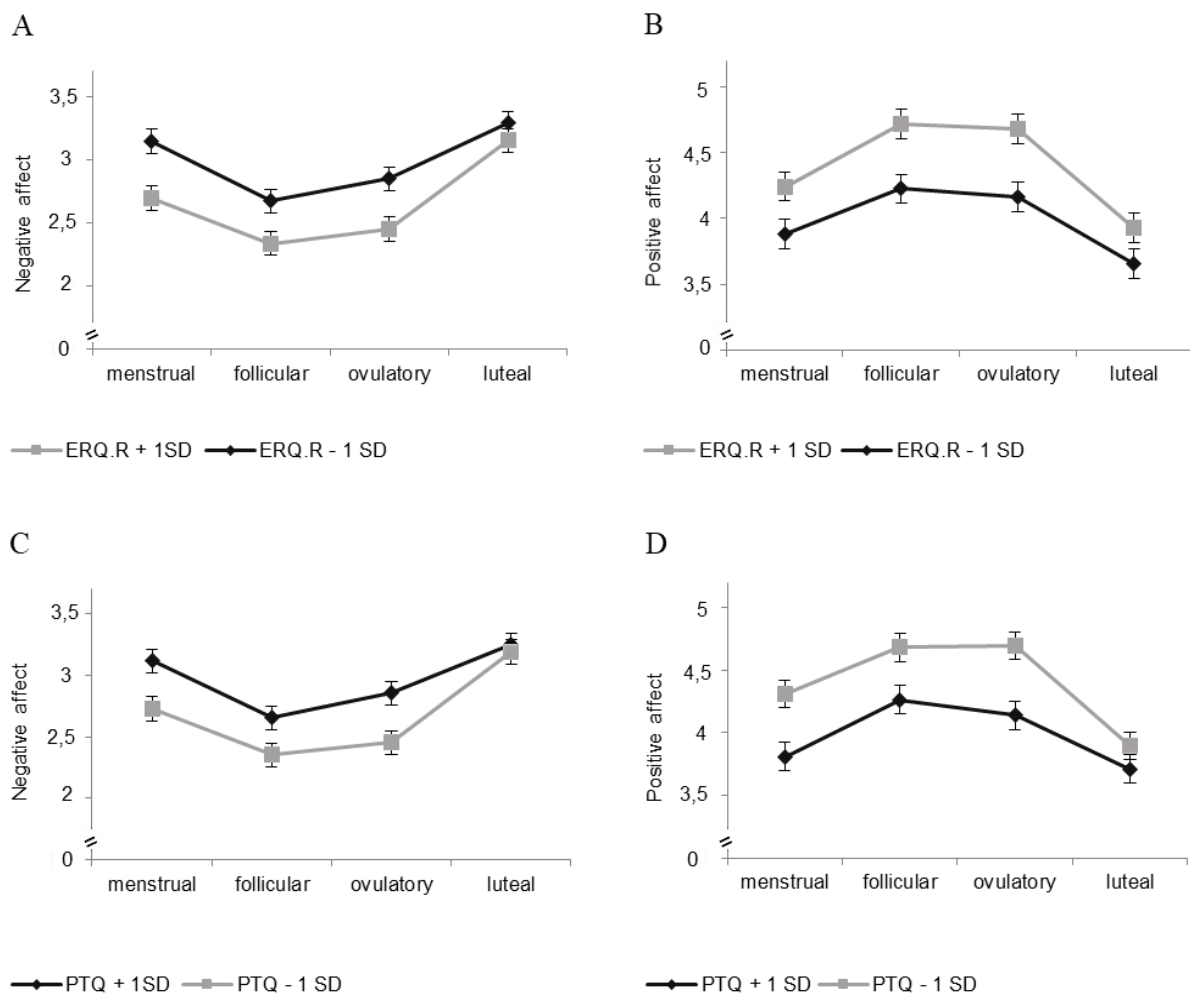 A
Negative affect
3,5
3
2,5
2
0
menstrual follicular ovulatory luteal
ERQ.R + 1SD ERQ.R - 1 SD
B
Positive affect
5
4,5
4
3,5
0
menstrual follicular ovulatory luteal
ERQ.R + 1 SD ERQ.R - 1 SD
C
Negative affect
3,5
3
2,5
2
0
menstrual follicular ovulatory luteal
PTQ + 1SD PTQ - 1 SD
D
Positive affect
5
4,5
4
3,5
0
menstrual follicular ovulatory luteal
PTQ + 1 SD PTQ - 1 SD